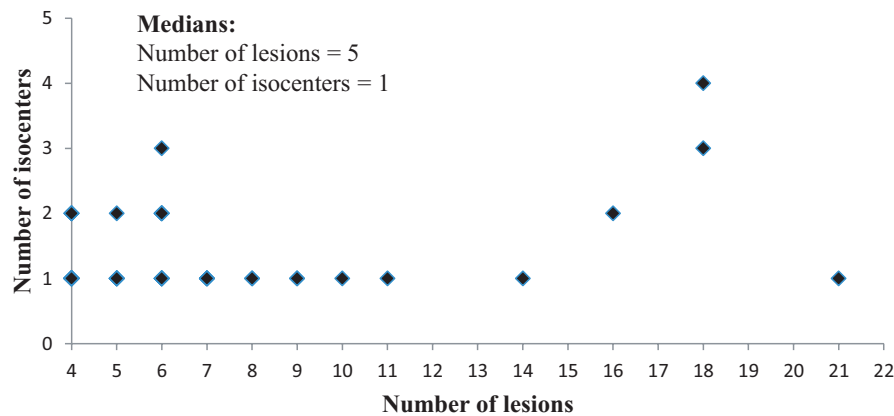 Medians:
Number of lesions = 5
Number of isocenters = 1
Number of isocenters
5
4
3
2
1
0
4 5 6 7 8 9 10 11 12 13 14 15 16 17 18 19 20 21 22
Number of lesions